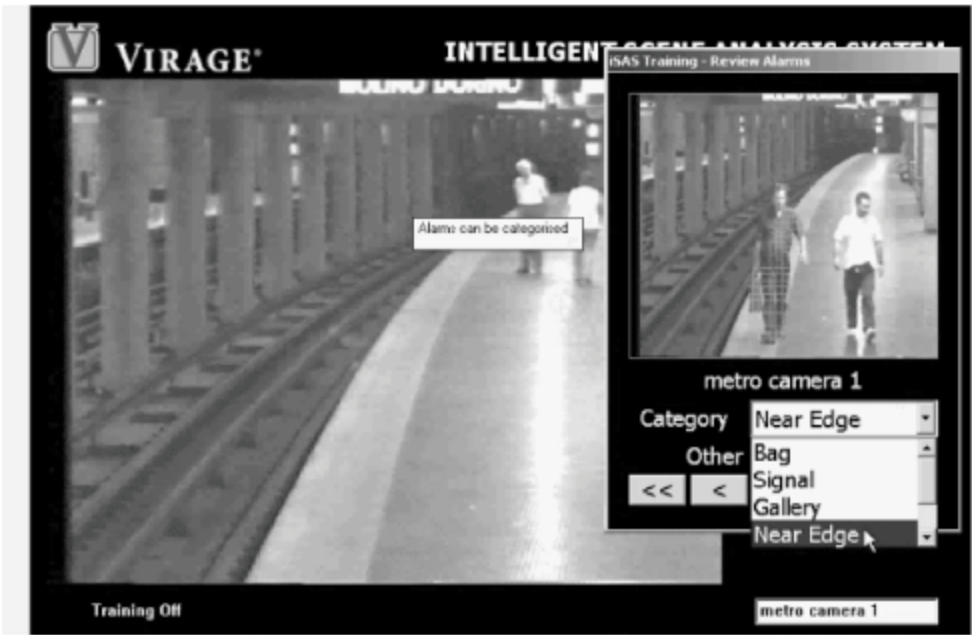 VIRAGE®
INTELLIGENT SCENE ANALYSIS SYSTEM
iSAS Training - Review Alarms
Alarms can be categorised
metro camera 1
Category
Near Edge
Other
Bag
Signal
Gallery
Near Edge
<<
<
Training Off
metro camera 1